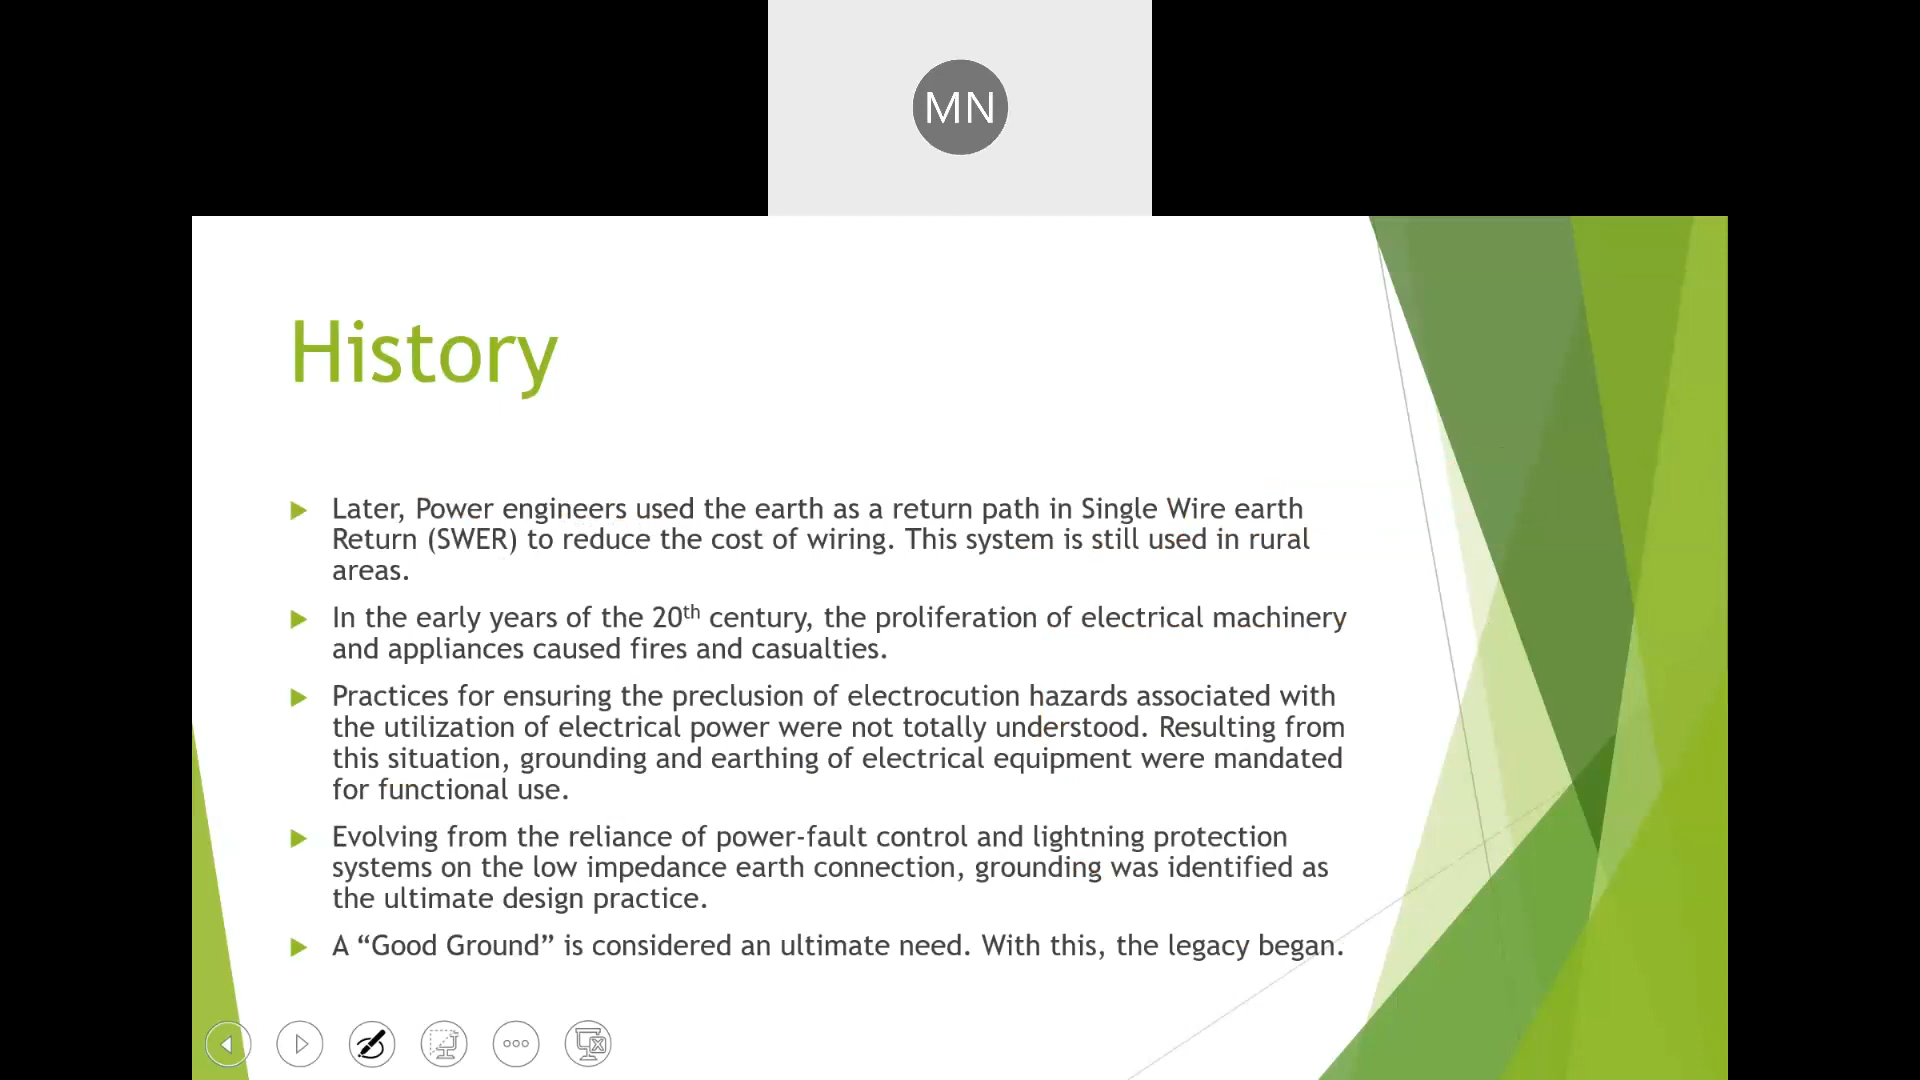 MN
History
Later, Power engineers used the earth as a return path in Single Wire earth
Return (SWER) to reduce the cost of wiring. This system is still used in rural
areas.
In the early years of the 20th century, the proliferation of electrical machinery
and appliances caused fires and casualties.
Practices for ensuring the preclusion of electrocution hazards associated with
the utilization of electrical power were not totally understood. Resulting from
this situation, grounding and earthing of electrical equipment were mandated
for functional use.
Evolving from the reliance of power-fault control and lightning protection
systems on the low impedance earth connection, grounding was identified as
the ultimate design practice.
A “Good Ground” is considered an ultimate need. With this, the legacy began.